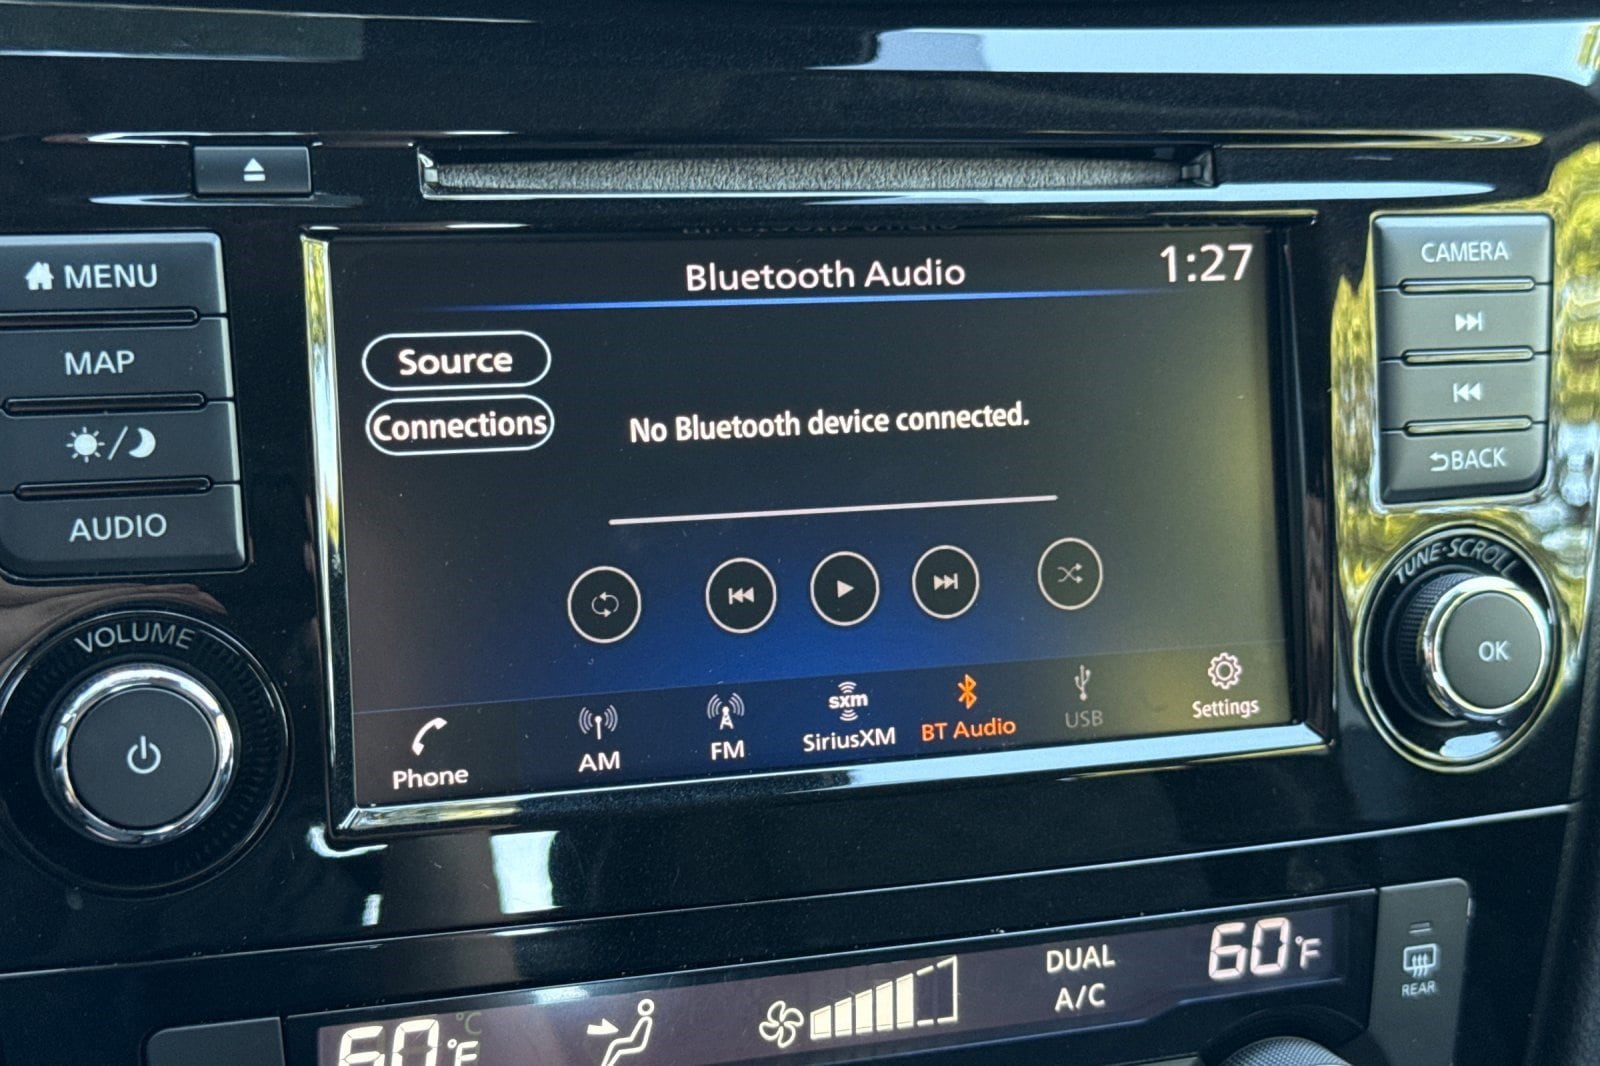 MENU
MAP
AUDIO
VOLUME
Bluetooth Audio
1:27
Source
Connections
No Bluetooth device connected.
Phone
AM
FM
sxm
SiriusXM
BT Audio
USB
Settings
CAMERA
BACK
TUNE·SCROLL
OK
60°F
°C
DUAL
A/C
60°F
REAR